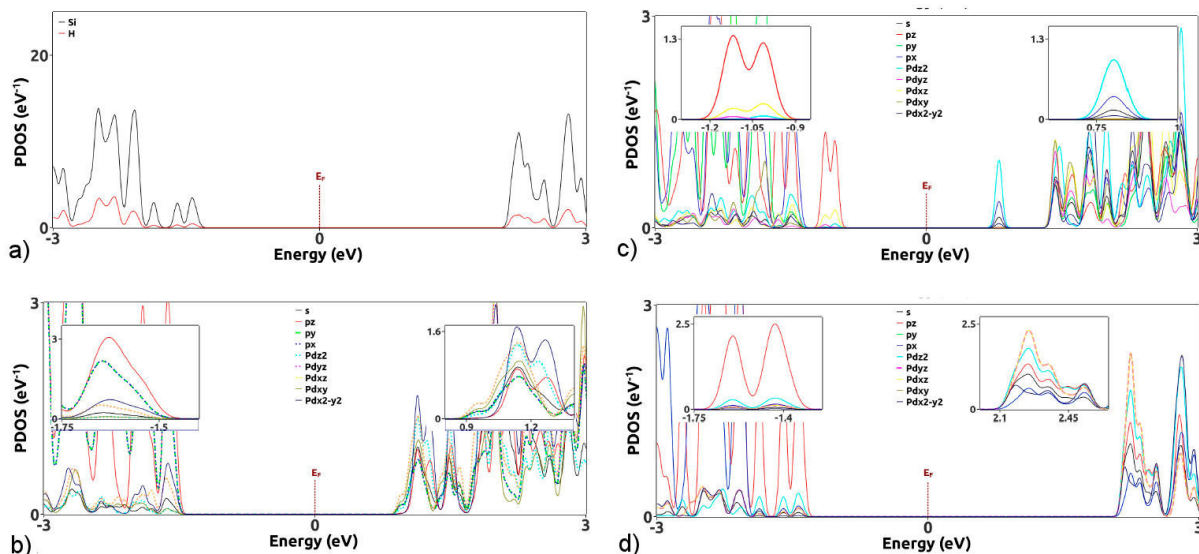 Si
H
20
PDOS (eV⁻¹)
E_F
0
-3
0
3
Energy (eV)
a)
3
s
pz
py
px
Pdz2
Pdyz
Pdxz
Pdxy
Pdx2-y2
1.3
0
-1.2
-1.05
-0.9
1.3
0
0.75
1
PDOS (eV⁻¹)
E_F
0
-3
0
3
Energy (eV)
c)
3
s
pz
py
px
Pdz2
Pdyz
Pdxz
Pdxy
Pdx2-y2
3
0
-1.75
-1.5
1.6
0
0.9
1.2
PDOS (eV⁻¹)
E_F
0
-3
0
3
Energy (eV)
b)
3
s
pz
py
px
Pdz2
Pdyz
Pdxz
Pdxy
Pdx2-y2
2.5
0
-1.75
-1.4
2.5
0
2.1
2.45
PDOS (eV⁻¹)
E_F
0
-3
0
3
Energy (eV)
d)